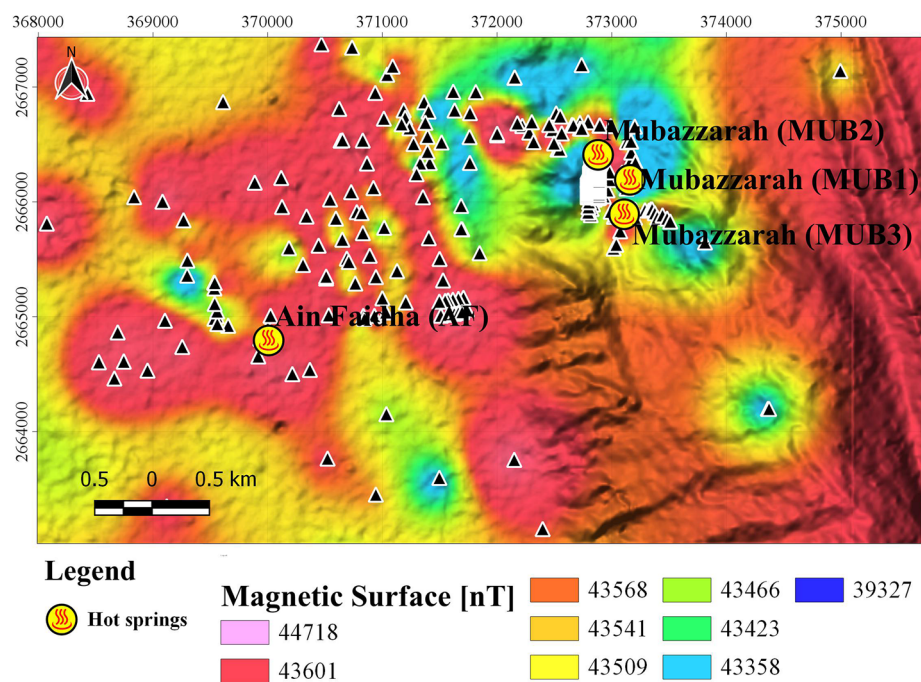 368000 369000 370000 371000 372000 373000 374000 375000
2667000
2666000
2665000
2664000
N
Mubazzarah (MUB2)
Mubazzarah (MUB1)
Mubazzarah (MUB3)
Ain Faidha (AF)
0.5 0 0.5 km
Legend
Hot springs
Magnetic Surface [nT]
44718
43601
43568
43541
43509
43466
43423
43358
39327